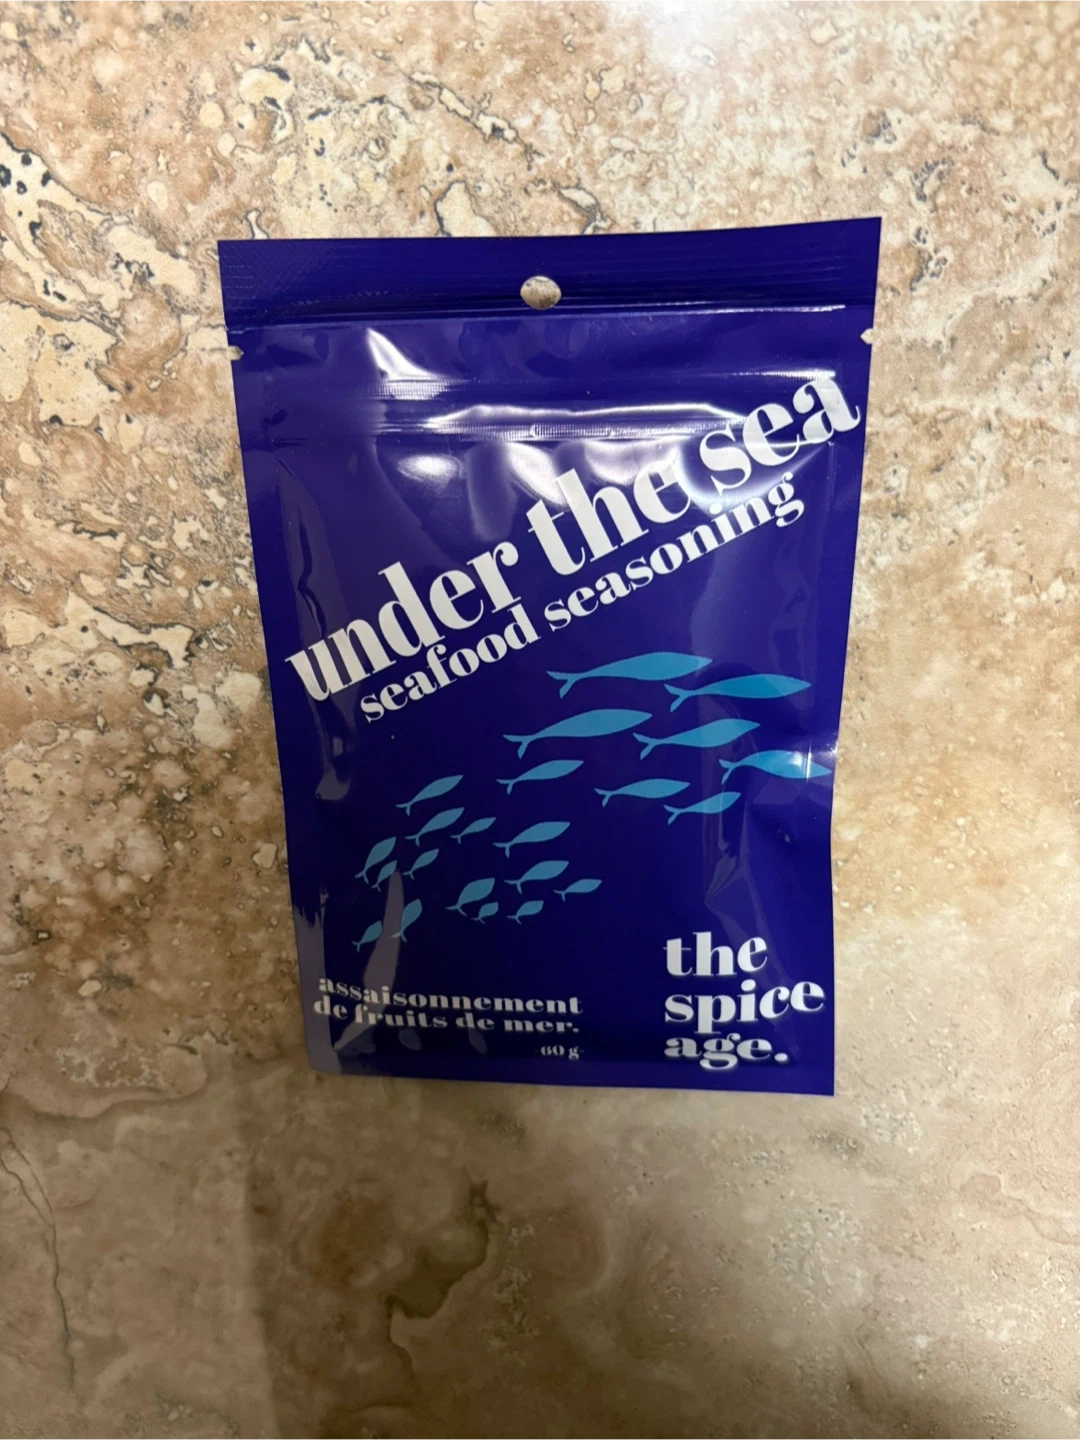 under the sea
seafood seasoning
assaisonnement
de fruits de mer.
-60 g-
the
spice
age.